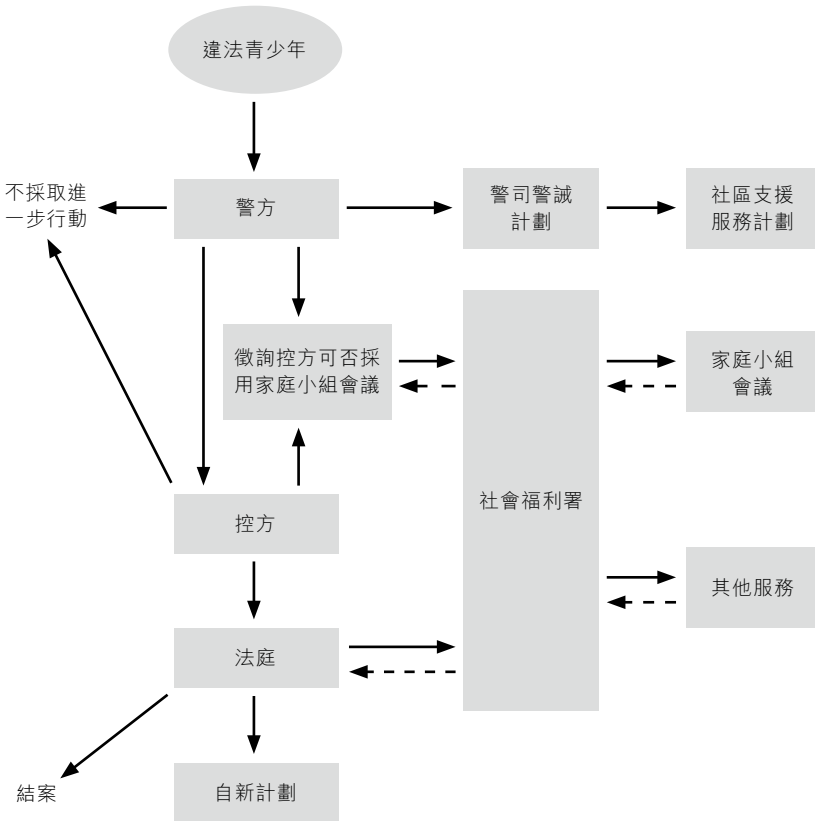 違法青少年
不採取進
一步行動
警方
警司警誡
計劃
社區支援
服務計劃
徵詢控方可否採
用家庭小組會議
家庭小組
會議
社會福利署
控方
其他服務
法庭
結案
自新計劃